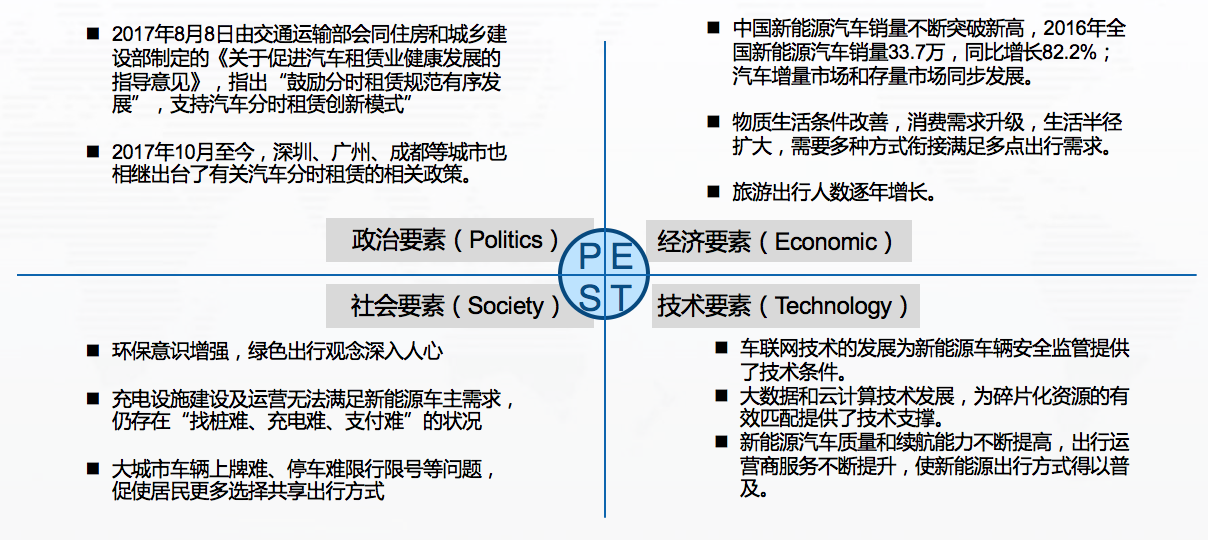 ■ 2017年8月8日由交通运输部会同住房和城乡建
设部制定的《关于促进汽车租赁业健康发展的
指导意见》，指出“鼓励分时租赁规范有序发
展”，支持汽车分时租赁创新模式”
■ 2017年10月至今，深圳、广州、成都等城市也
相继出台了有关汽车分时租赁的相关政策。
政治要素（Politics）
■ 中国新能源汽车销量不断突破新高，2016年全
国新能源汽车销量33.7万，同比增长82.2%；
汽车增量市场和存量市场同步发展。
■ 物质生活条件改善，消费需求升级，生活半径
扩大，需要多种方式衔接满足多点出行需求。
■ 旅游出行人数逐年增长。
经济要素（Economic）
P E
S T
社会要素（Society）
■ 环保意识增强，绿色出行观念深入人心
■ 充电设施建设及运营无法满足新能源车主需求，
仍存在“找桩难、充电难、支付难”的状况
■ 大城市车辆上牌难、停车难限行限号等问题，
促使居民更多选择共享出行方式
技术要素（Technology）
■ 车联网技术的发展为新能源车辆安全监管提供
了技术条件。
■ 大数据和云计算技术发展，为碎片化资源的有
效匹配提供了技术支撑。
■ 新能源汽车质量和续航能力不断提高，出行运
营商服务不断提升，使新能源出行方式得以普
及。